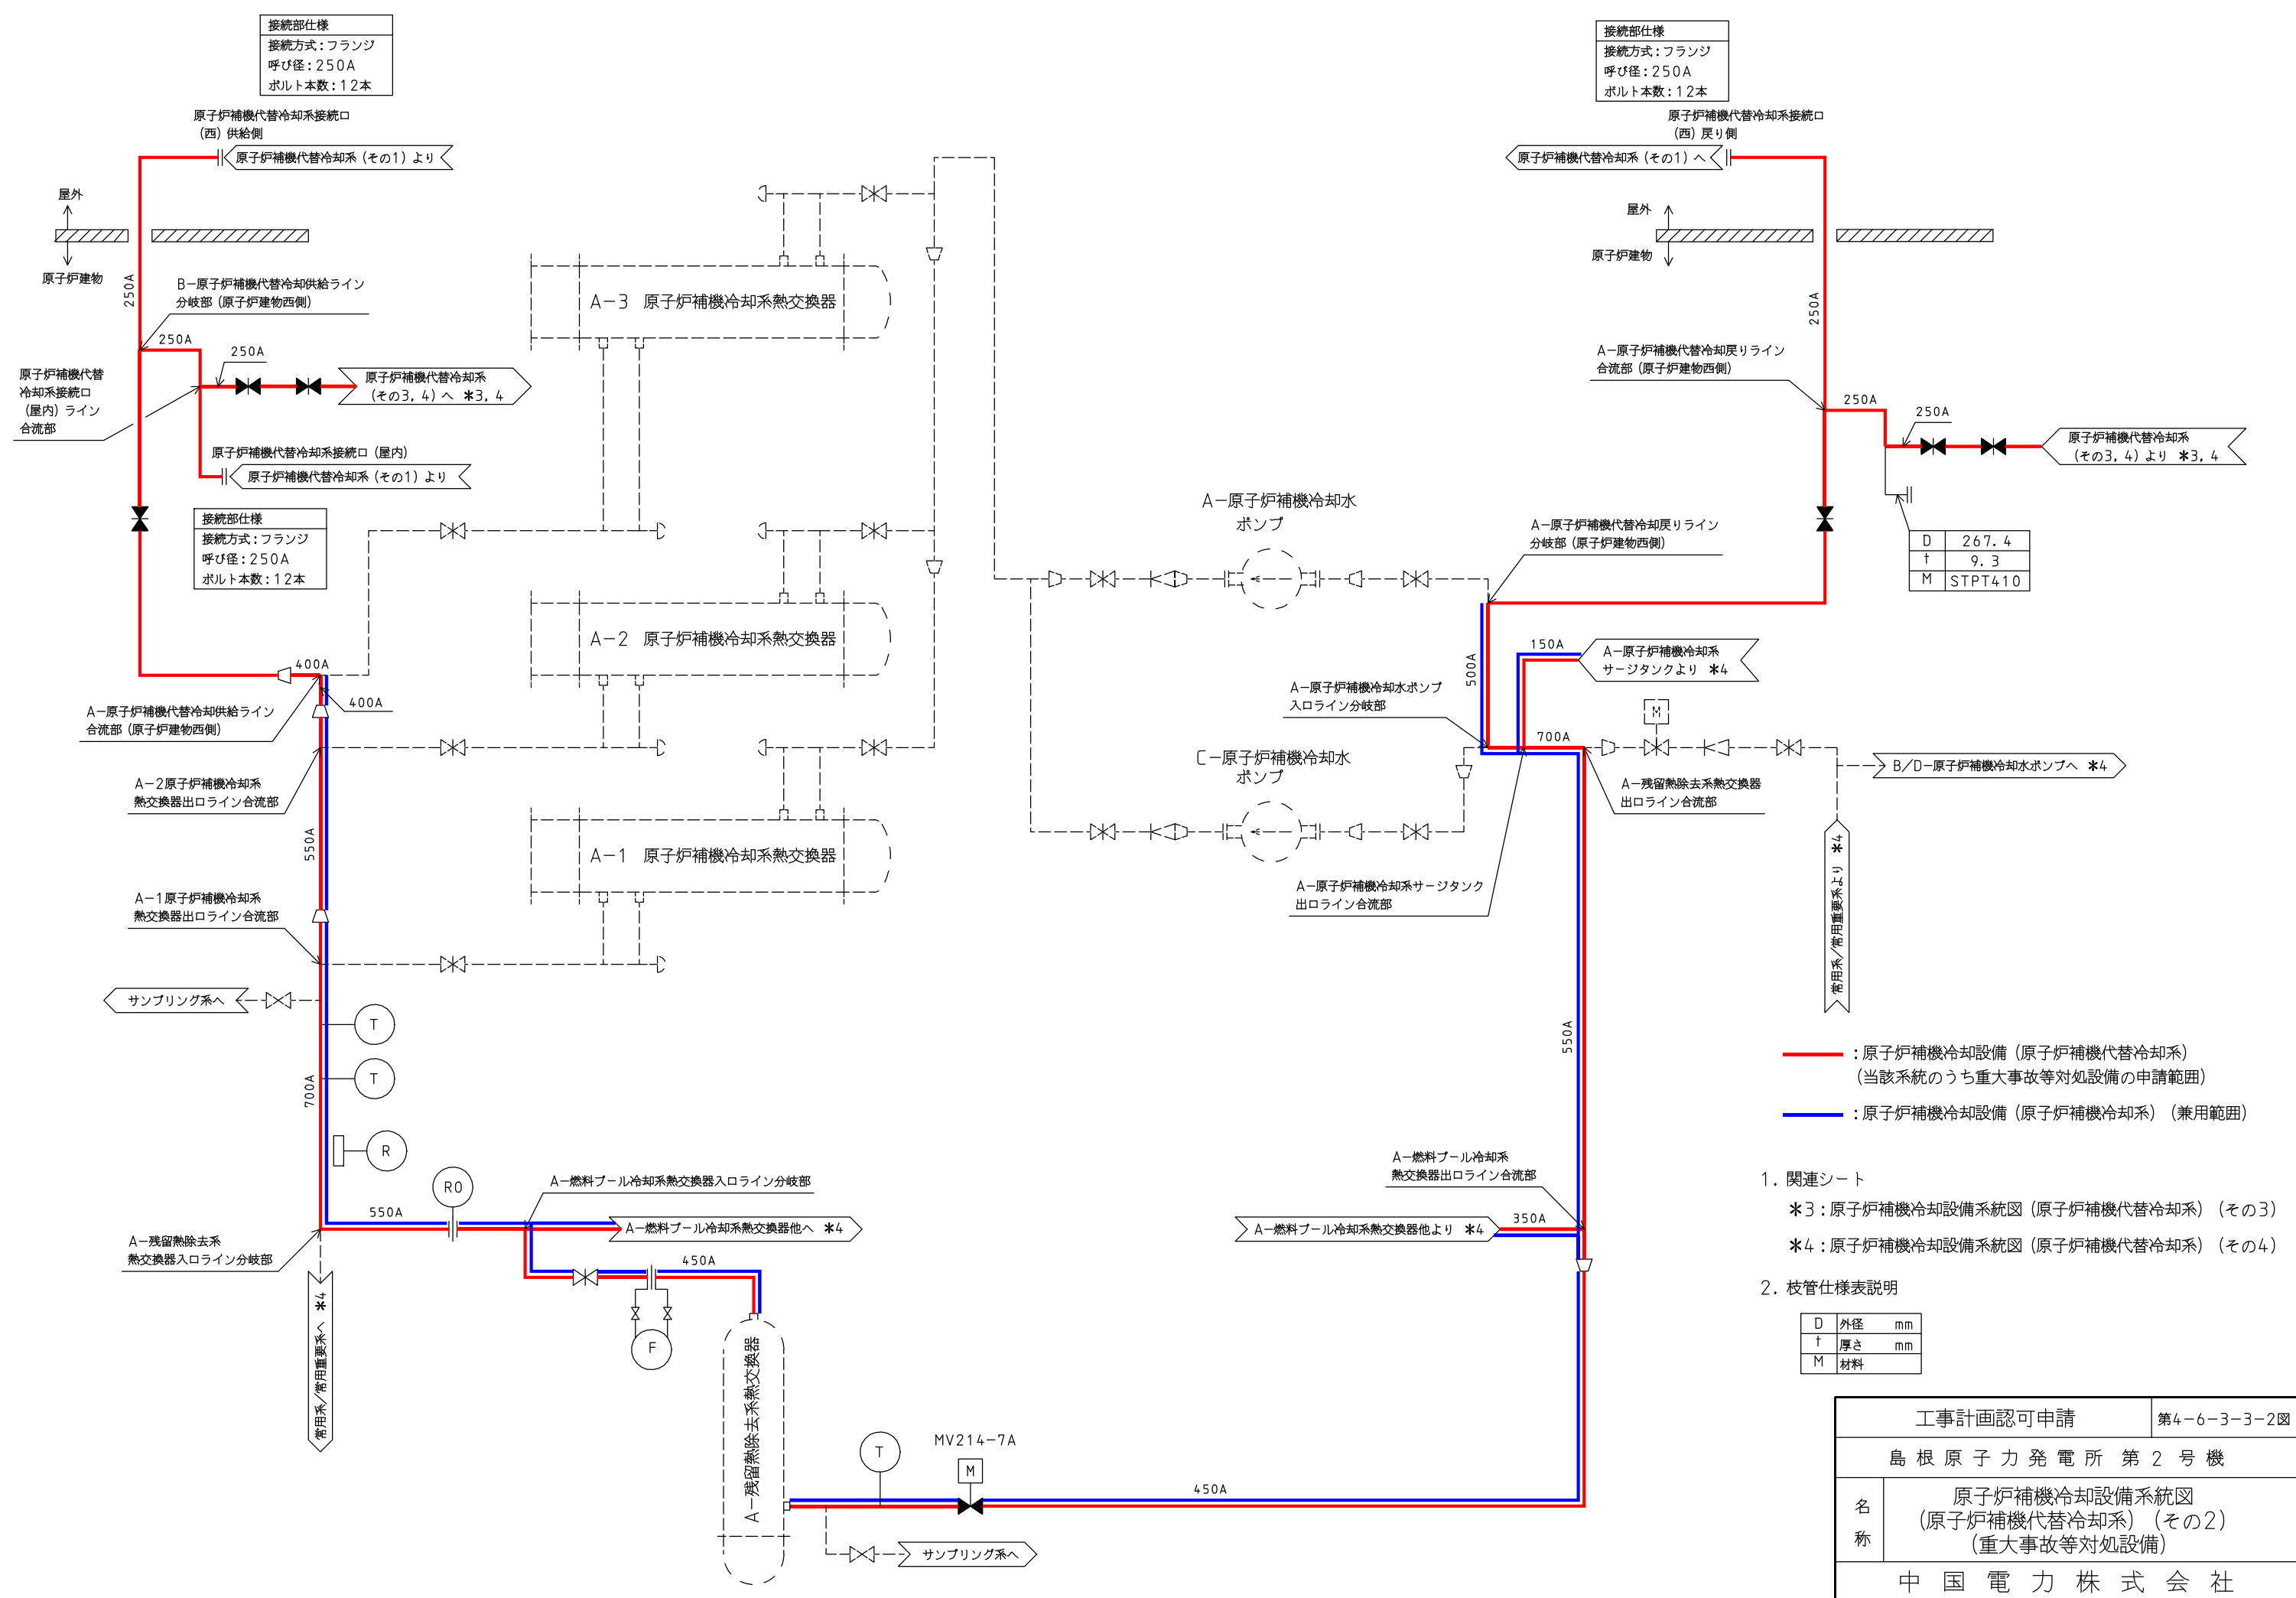 接続部仕様
接続方式：フランジ
呼び径：250A
ボルト本数：12本
原子炉補機代替冷却系接続口
（西）供給側
原子炉補機代替冷却系（その1）より
屋外
原子炉建物
250A
B－原子炉補機代替冷却供給ライン
分岐部（原子炉建物西側）
250A
250A
原子炉補機代替
冷却系接続口
（屋内）ライン
合流部
原子炉補機代替冷却系
（その3，4）へ ＊3，4
原子炉補機代替冷却系接続口（屋内）
原子炉補機代替冷却系（その1）より
接続部仕様
接続方式：フランジ
呼び径：250A
ボルト本数：12本
400A
400A
A－原子炉補機代替冷却供給ライン
合流部（原子炉建物西側）
A－2原子炉補機冷却系
熱交換器出口ライン合流部
550A
A－1原子炉補機冷却系
熱交換器出口ライン合流部
サンプリング系へ
T
T
700A
R
RO
550A
A－残留熱除去系
熱交換器入口ライン分岐部
常用系／常用重要系へ ＊4
A－燃料プール冷却系熱交換器入口ライン分岐部
A－燃料プール冷却系熱交換器他へ ＊4
450A
F
A－残留熱除去系熱交換器
T
MV214－7A
M
サンプリング系へ
450A
A－3 原子炉補機冷却系熱交換器
A－2 原子炉補機冷却系熱交換器
A－1 原子炉補機冷却系熱交換器
A－原子炉補機冷却水
ポンプ
C－原子炉補機冷却水
ポンプ
接続部仕様
接続方式：フランジ
呼び径：250A
ボルト本数：12本
原子炉補機代替冷却系接続口
（西）戻り側
原子炉補機代替冷却系（その1）へ
屋外
原子炉建物
250A
A－原子炉補機代替冷却戻りライン
合流部（原子炉建物西側）
250A
250A
原子炉補機代替冷却系
（その3，4）より ＊3，4
D 267.4
t 9.3
M STPT410
A－原子炉補機代替冷却戻りライン
分岐部（原子炉建物西側）
500A
150A
A－原子炉補機冷却系
サージタンクより ＊4
A－原子炉補機冷却水ポンプ
入口ライン分岐部
M
700A
B／D－原子炉補機冷却水ポンプへ ＊4
A－残留熱除去系熱交換器
出口ライン合流部
A－原子炉補機冷却系サージタンク
出口ライン合流部
常用系／常用重要系より ＊4
550A
A－燃料プール冷却系
熱交換器出口ライン合流部
A－燃料プール冷却系熱交換器他より ＊4
350A
：原子炉補機冷却設備（原子炉補機代替冷却系）
（当該系統のうち重大事故等対処設備の申請範囲）
：原子炉補機冷却設備（原子炉補機冷却系）（兼用範囲）
1．関連シート
＊3：原子炉補機冷却設備系統図（原子炉補機代替冷却系）（その3）
＊4：原子炉補機冷却設備系統図（原子炉補機代替冷却系）（その4）
2．枝管仕様表説明
D 外径 mm
t 厚さ mm
M 材料
工事計画認可申請 第4－6－3－3－2図
島根原子力発電所 第2号機
名称
原子炉補機冷却設備系統図
（原子炉補機代替冷却系）（その2）
（重大事故等対処設備）
中国電力株式会社